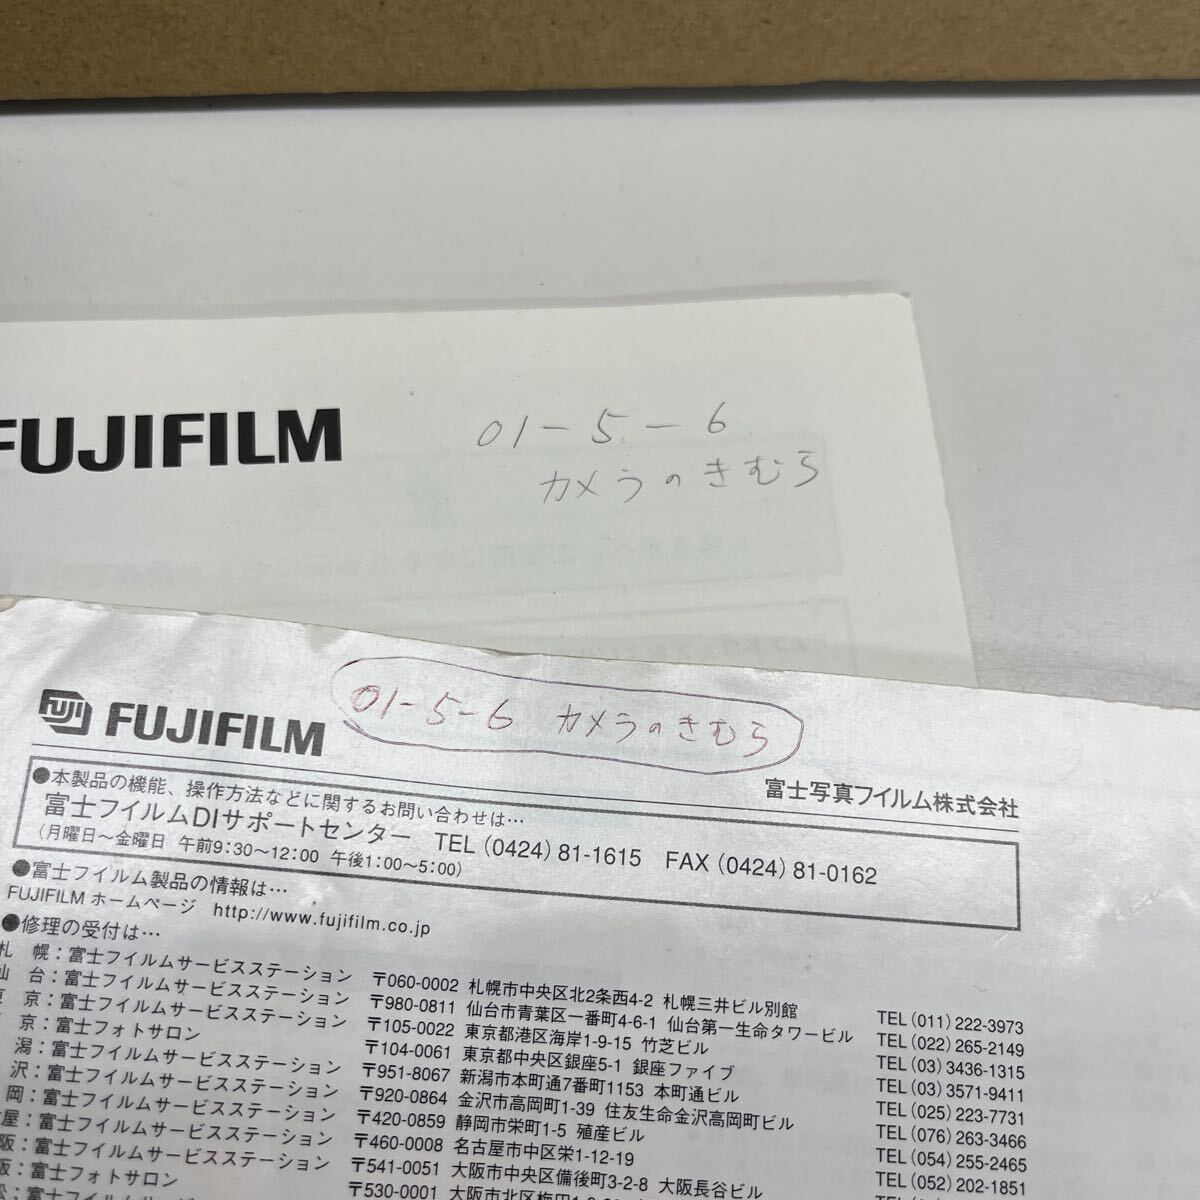 FUJIFILM
01-5-6
カメラのきむら
FUJI FUJIFILM
01-5-6 カメラのきむら
富士写真フイルム株式会社
●本製品の機能、操作方法などに関するお問い合わせは…
富士フイルムDIサポートセンター TEL (0424) 81-1615 FAX (0424) 81-0162
(月曜日〜金曜日 午前9:30〜12:00 午後1:00〜5:00)
●富士フイルム製品の情報は…
FUJIFILM ホームページ http://www.fujifilm.co.jp
●修理の受付は…
札 幌:富士フイルムサービスステーション 〒060-0002 札幌市中央区北2条西4-2 札幌三井ビル別館 TEL (011) 222-3973
仙 台:富士フイルムサービスステーション 〒980-0811 仙台市青葉区一番町4-6-1 仙台第一生命タワービル TEL (022) 265-2149
東 京:富士フイルムサービスステーション 〒105-0022 東京都港区海岸1-9-15 竹芝ビル TEL (03) 3436-1315
京:富士フォトサロン 〒104-0061 東京都中央区銀座5-1 銀座ファイブ TEL (03) 3571-9411
潟:富士フイルムサービスステーション 〒951-8067 新潟市本町通7番町1153 本町通ビル TEL (025) 223-7731
沢:富士フイルムサービスステーション 〒920-0864 金沢市高岡町1-39 住友生命金沢高岡町ビル TEL (076) 263-3466
岡:富士フイルムサービスステーション 〒420-0859 静岡市栄町1-5 殖産ビル TEL (054) 255-2465
屋:富士フイルムサービスステーション 〒460-0008 名古屋市中区栄1-12-19 TEL (052) 202-1851
阪:富士フイルムサービスステーション 〒541-0051 大阪市中央区備後町3-2-8 大阪長谷ビル
阪:富士フォトサロン 〒530-0001 大阪市北区梅田
富士フイルムサービスステーション